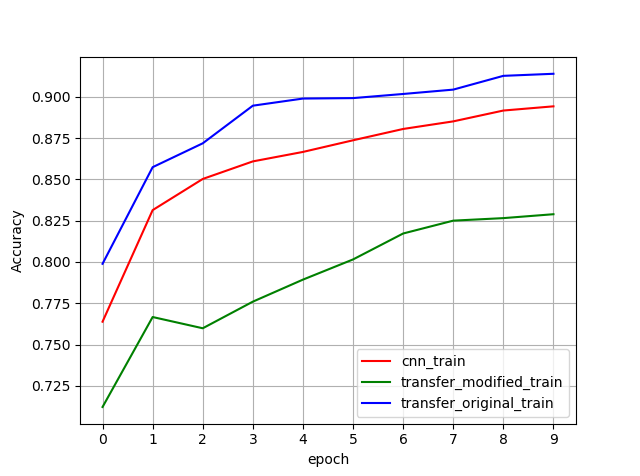 0.900
0.875
0.850
0.825
0.800
0.775
0.750
0.725
Accuracy
cnn_train
transfer_modified_train
transfer_original_train
0 1 2 3 4 5 6 7 8 9
epoch